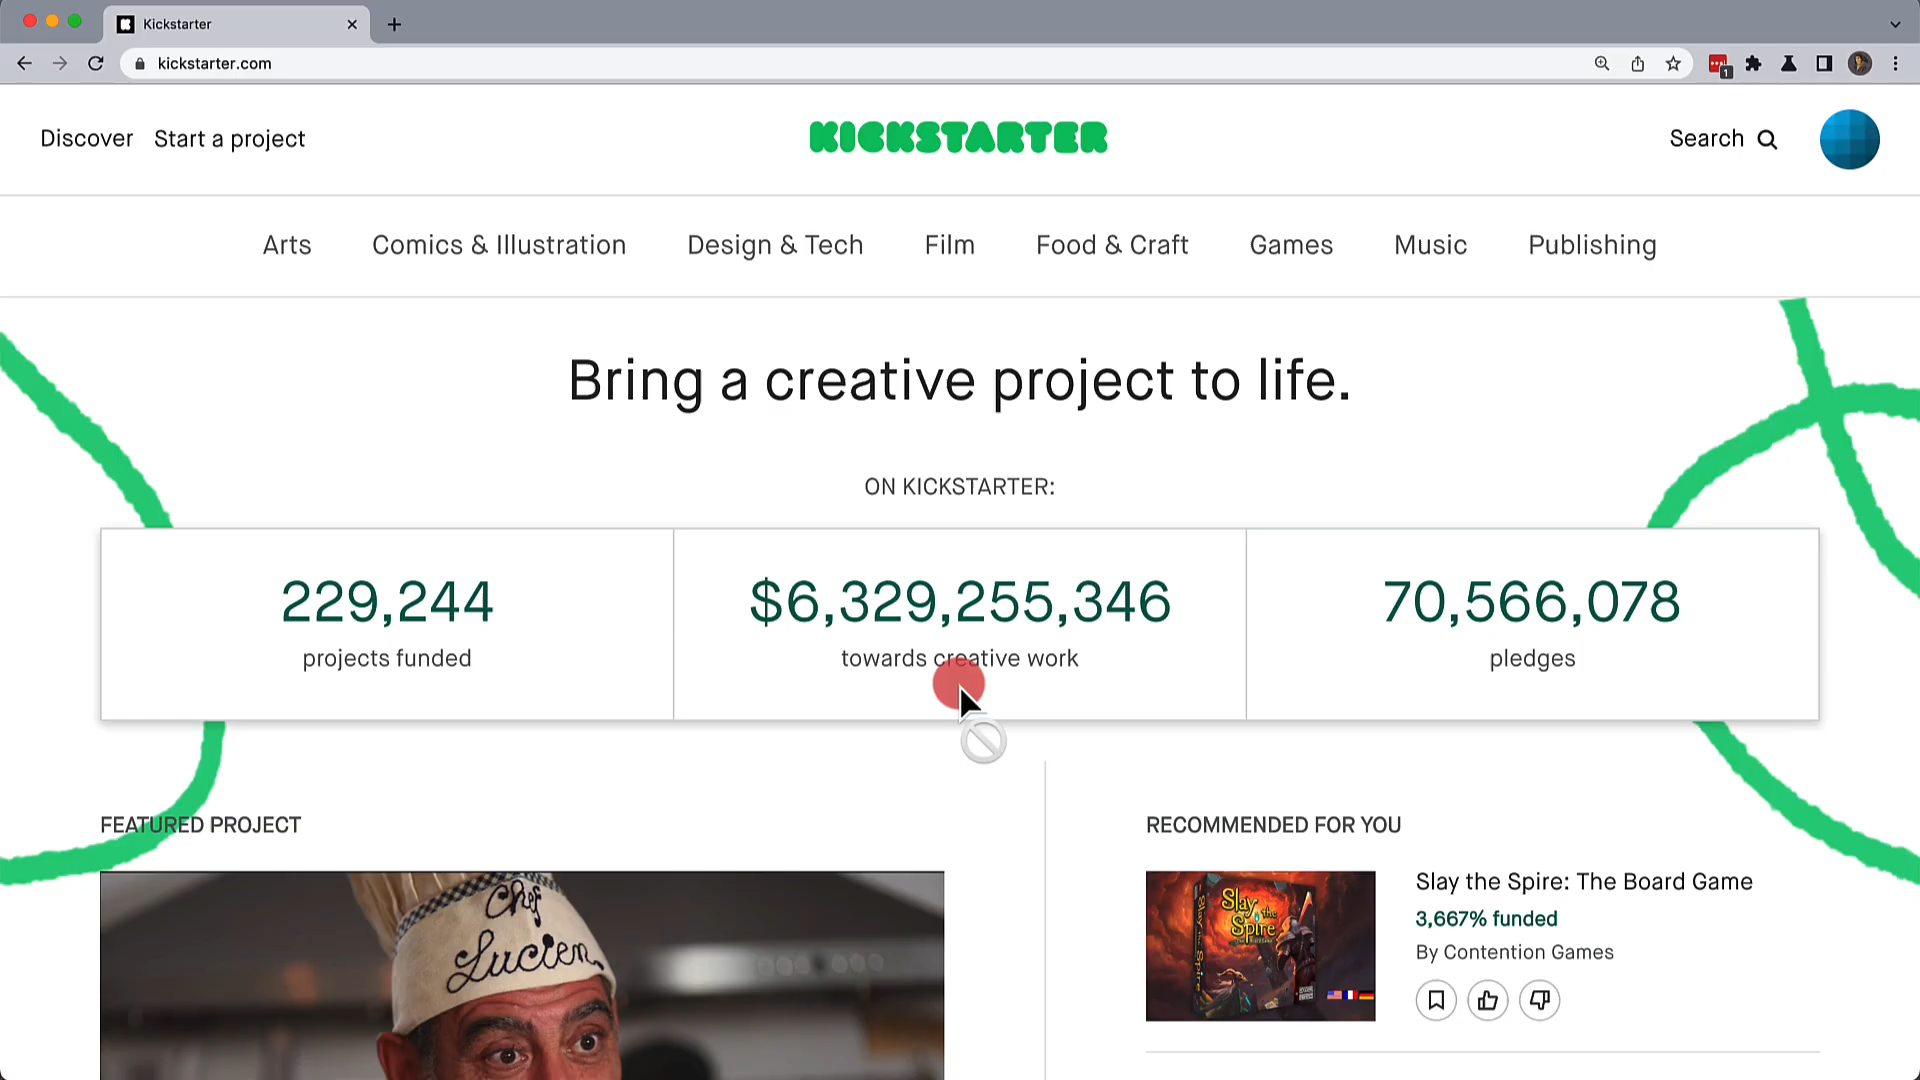 Kickstarter
kickstarter.com
1
Discover Start a project
KICKSTARTER
Search
Arts Comics & Illustration Design & Tech Film Food & Craft Games Music Publishing
Bring a creative project to life.
ON KICKSTARTER:
229,244 $6,329,255,346 70,566,078
projects funded towards creative work pledges
FEATURED PROJECT
RECOMMENDED FOR YOU
Chef
Lucien
Slay the Spire
Slay the Spire: The Board Game
3,667% funded
By Contention Games